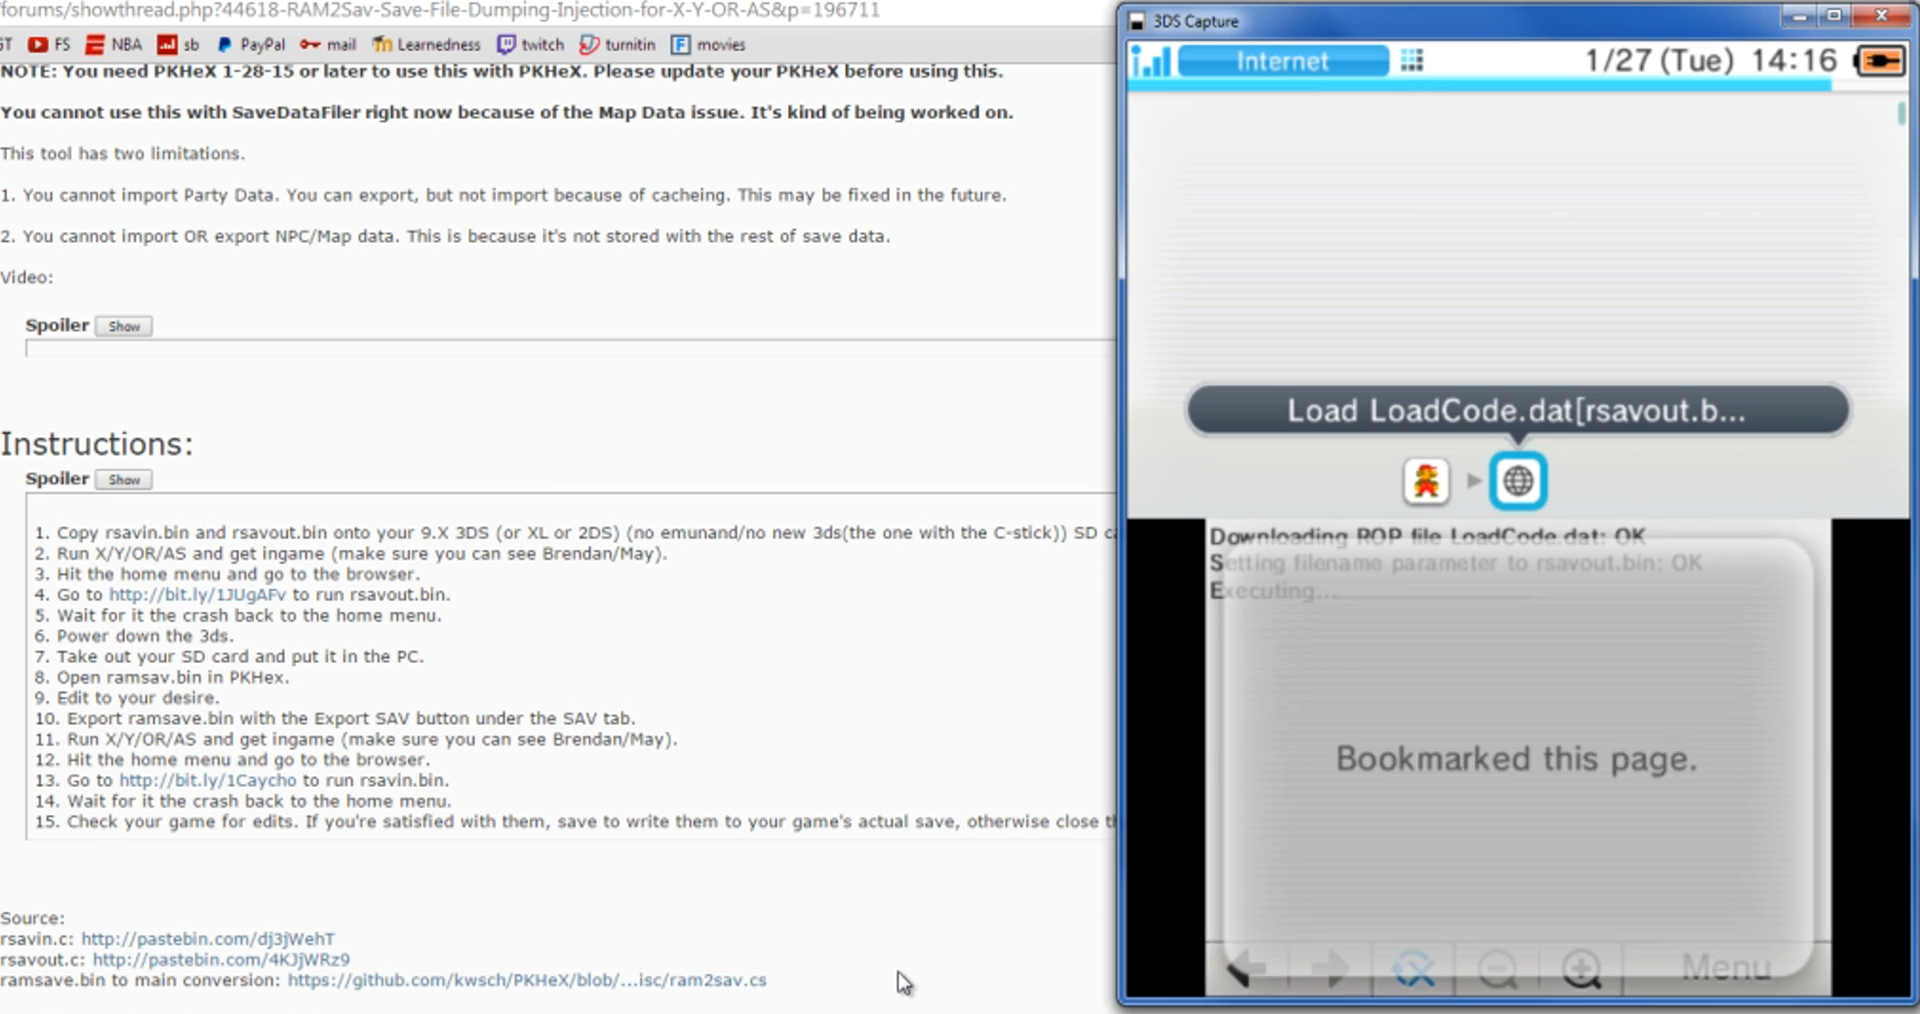 forums/showthread.php?44618-RAM2Sav-Save-File-Dumping-Injection-for-X-Y-OR-AS&p=196711
FS NBA sb PayPal mail Learnedness twitch turnitin movies
NOTE: You need PKHeX 1-28-15 or later to use this with PKHeX. Please update your PKHeX before using this.
You cannot use this with SaveDataFiler right now because of the Map Data issue. It's kind of being worked on.
This tool has two limitations.
1. You cannot import Party Data. You can export, but not import because of cacheing. This may be fixed in the future.
2. You cannot import OR export NPC/Map data. This is because it's not stored with the rest of save data.
Video:
Spoiler Show
Instructions:
Spoiler Show
1. Copy rsavin.bin and rsavout.bin onto your 9.X 3DS (or XL or 2DS) (no emunand/no new 3ds(the one with the C-stick)) SD
2. Run X/Y/OR/AS and get ingame (make sure you can see Brendan/May).
3. Hit the home menu and go to the browser.
4. Go to http://bit.ly/1JUgAFv to run rsavout.bin.
5. Wait for it the crash back to the home menu.
6. Power down the 3ds.
7. Take out your SD card and put it in the PC.
8. Open ramsav.bin in PKHex.
9. Edit to your desire.
10. Export ramsave.bin with the Export SAV button under the SAV tab.
11. Run X/Y/OR/AS and get ingame (make sure you can see Brendan/May).
12. Hit the home menu and go to the browser.
13. Go to http://bit.ly/1Caycho to run rsavin.bin.
14. Wait for it the crash back to the home menu.
15. Check your game for edits. If you're satisfied with them, save to write them to your game's actual save, otherwise close
Source:
rsavin.c: http://pastebin.com/dj3jWehT
rsavout.c: http://pastebin.com/4KJjWRz9
ramsave.bin to main conversion: https://github.com/kwsch/PKHeX/blob/...isc/ram2sav.cs
3DS Capture
Internet 1/27 (Tue) 14:16
Load LoadCode.dat[rsavout.b...
Downloading ROP file LoadCode.dat: OK
Setting filename parameter to rsavout.bin: OK
Executing...
Bookmarked this page.
Menu